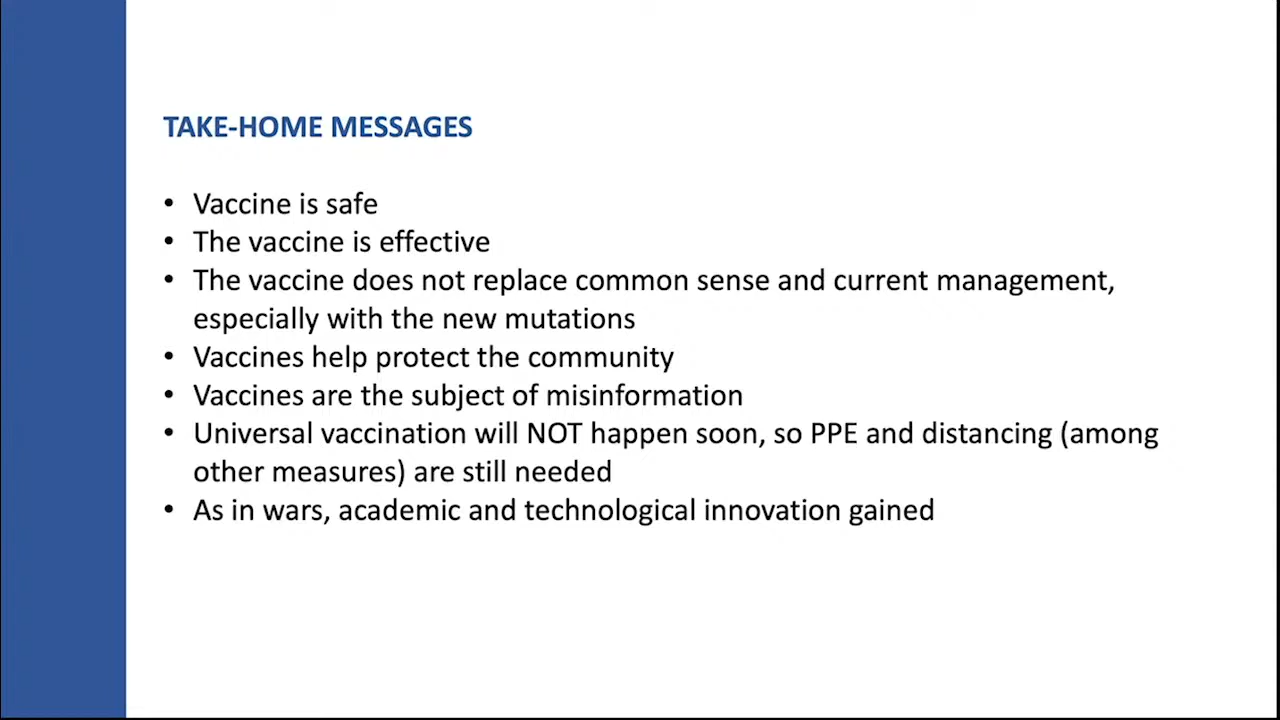 TAKE-HOME MESSAGES
• Vaccine is safe
• The vaccine is effective
• The vaccine does not replace common sense and current management,
especially with the new mutations
• Vaccines help protect the community
• Vaccines are the subject of misinformation
• Universal vaccination will NOT happen soon, so PPE and distancing (among
other measures) are still needed
• As in wars, academic and technological innovation gained